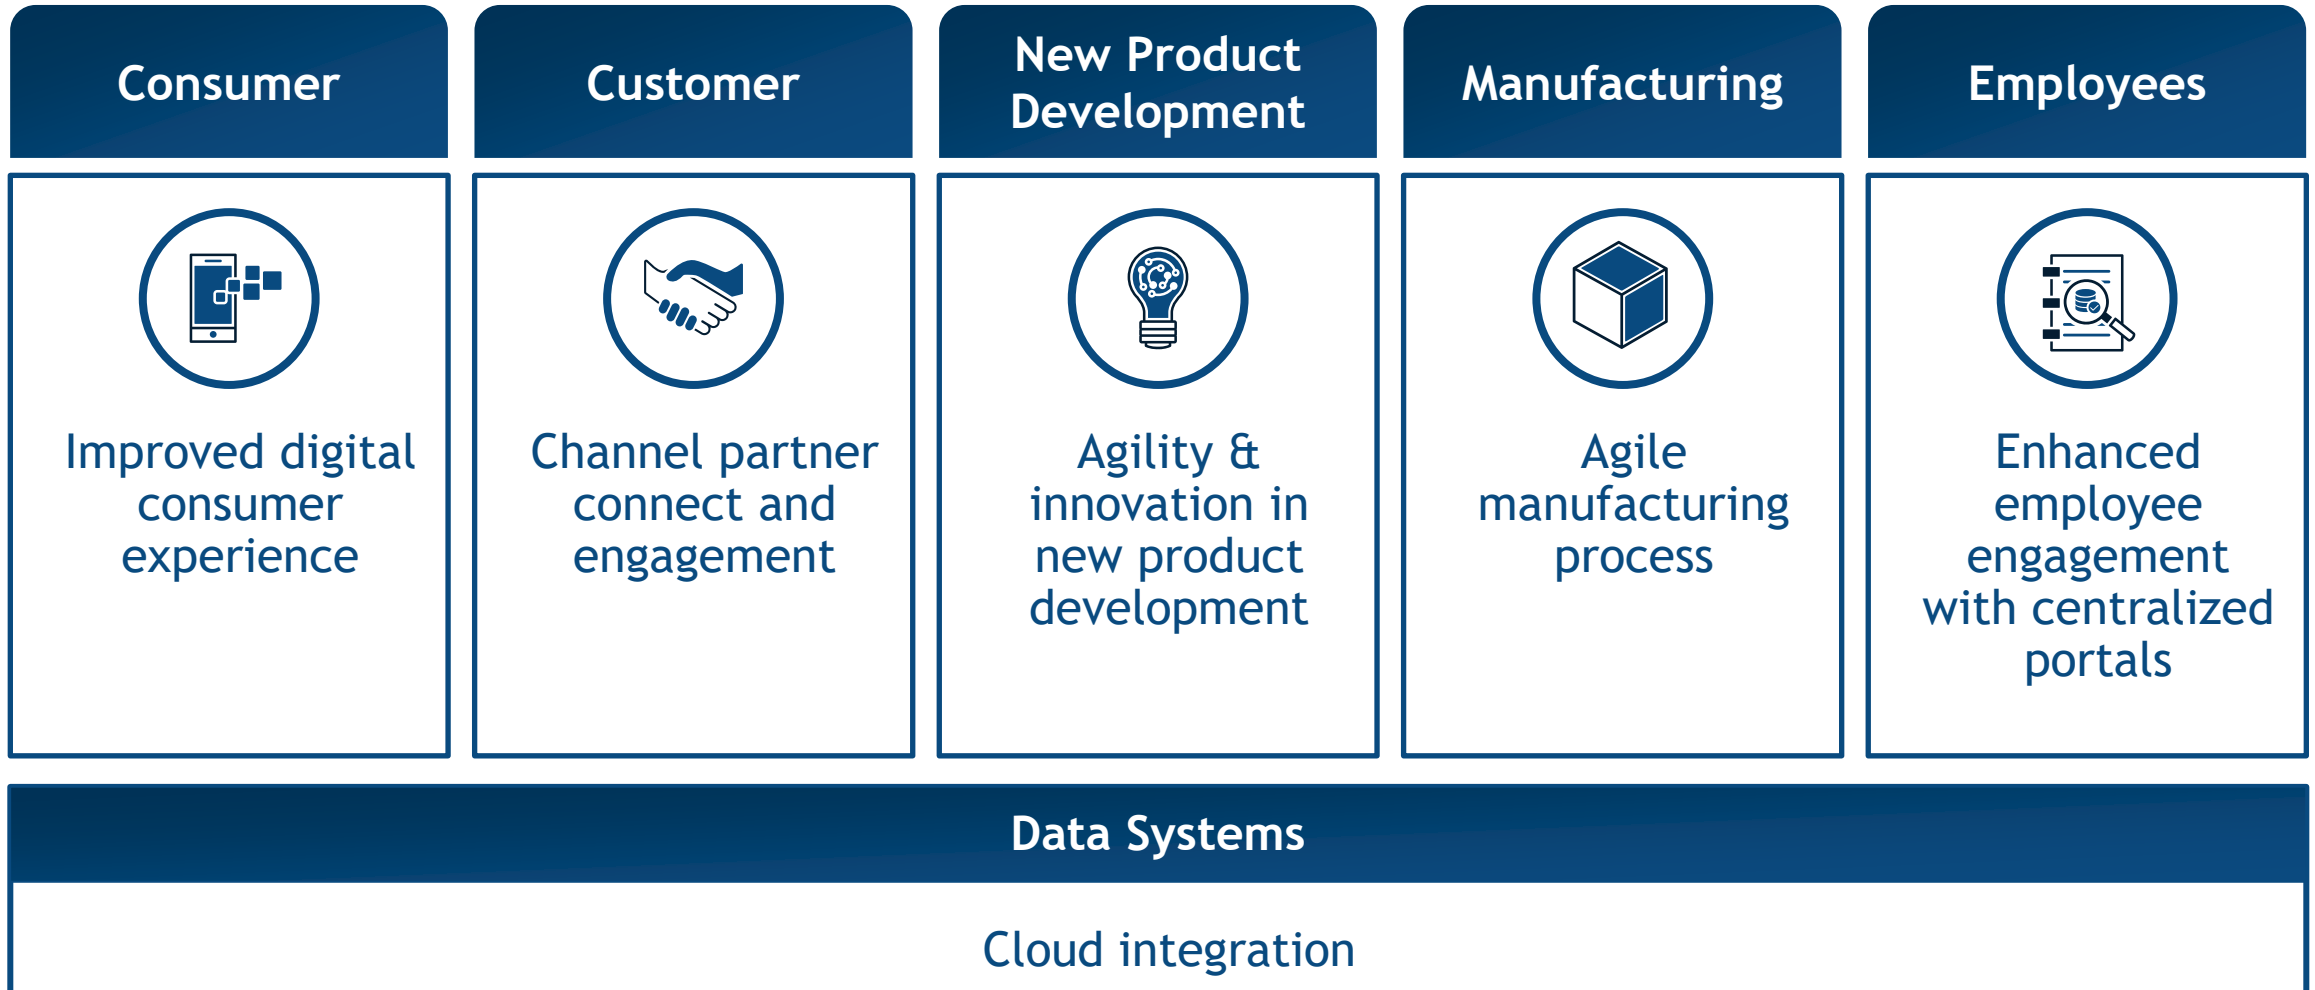 Consumer
Customer
New Product
Development
Manufacturing
Employees
Improved digital
consumer
experience
Channel partner
connect and
engagement
Agility &
innovation in
new product
development
Agile
manufacturing
process
Enhanced
employee
engagement
with centralized
portals
Data Systems
Cloud integration